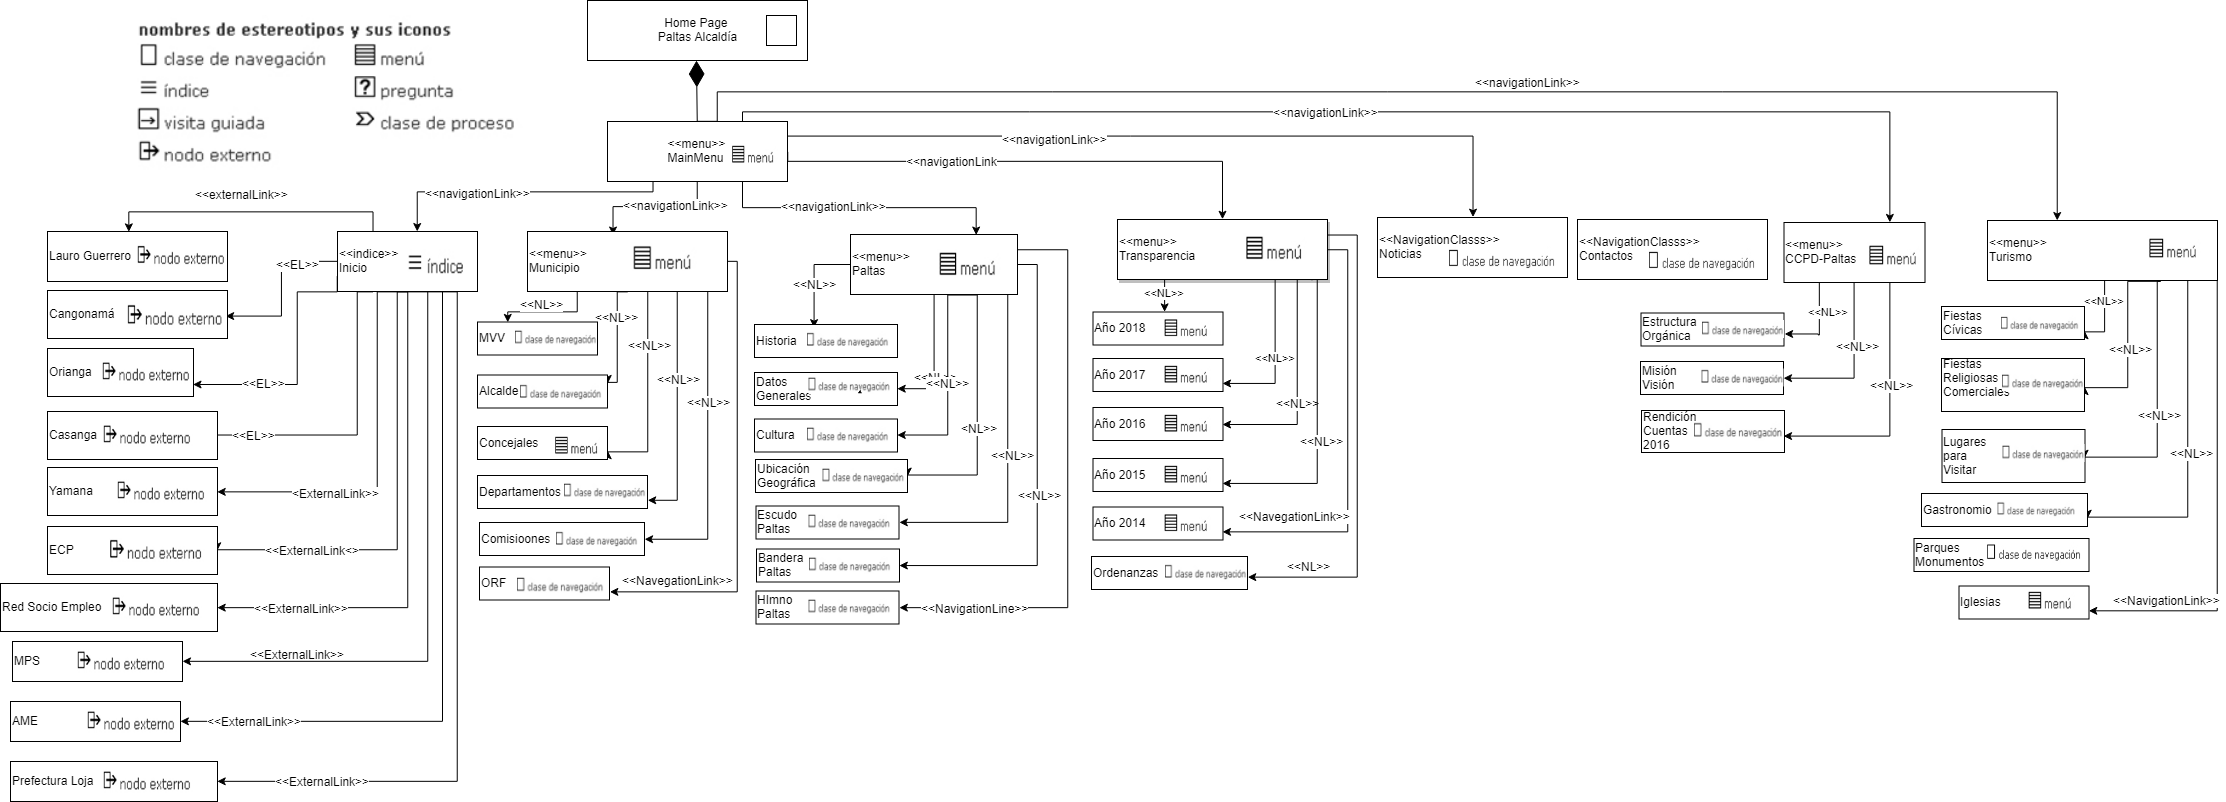 Home Page
Paltas Alcaldía
nombres de estereotipos y sus iconos
clase de navegación
menú
índice
pregunta
visita guiada
clase de proceso
nodo externo
<<menu>>
MainMenu
menú
<<navigationLink>>
<<navigationLink>>
<<navigationLink>>
<<navigationLink
<<externalLink>>
<<navigationLink>>
<<navigationLink>>
<<navigationLink>>
Lauro Guerrero
nodo externo
<<EL>>
<<indice>>
Inicio
índice
Cangonamá
nodo externo
Orianga
nodo externo
<<EL>>
Casanga
nodo externo
<<EL>>
Yamana
nodo externo
<ExternalLink>>
ECP
nodo externo
<<ExternalLink<>
Red Socio Empleo
nodo externo
<<ExternalLink>>
MPS
nodo externo
<<ExternalLink>>
AME
nodo externo
<<ExternalLink>>
Prefectura Loja
nodo externo
<<ExternalLink>>
<<menu>>
Municipio
menú
<<NL>>
<<NL>>
<<NL>>
<<NL>>
<<NL>>
MVV
clase de navegación
Alcalde
clase de navegación
Concejales
menú
Departamentos
clase de navegación
Comisioones
clase de navegación
ORF
clase de navegación
<<NavegationLink>>
<<menu>>
Paltas
menú
<<NL>>
Historia
clase de navegación
Datos
Generales
clase de navegación
<<NL>>
Cultura
clase de navegación
<<NL>>
Ubicación
Geográfica
clase de navegación
<<NL>>
Escudo
Paltas
clase de navegación
<<NL>>
Bandera
Paltas
clase de navegación
HImno
Paltas
clase de navegación
<<NavigationLine>>
<<menu>>
Transparencia
menú
<<NL>>
Año 2018
menú
<<NL>>
Año 2017
menú
<<NL>>
Año 2016
menú
<<NL>>
Año 2015
menú
Año 2014
menú
<<NavegationLink>>
Ordenanzas
clase de navegación
<<NL>>
<<NavigationClasss>>
Noticias
clase de navegación
<<NavigationClasss>>
Contactos
clase de navegación
<<menu>>
CCPD-Paltas
menú
<<NL>>
Estructura
Orgánica
clase de navegación
<<NL>>
Misión
Visión
clase de navegación
<<NL>>
Rendición
Cuentas
2016
clase de navegación
<<menu>>
Turismo
menú
<<NL>>
Fiestas
Cívicas
clase de navegación
<<NL>>
Fiestas
Religiosas
Comerciales
clase de navegación
<<NL>>
Lugares
para
Visitar
clase de navegación
<<NL>>
Gastronomio
clase de navegación
Parques
Monumentos
clase de navegación
Iglesias
menú
<<NavigationLink>>